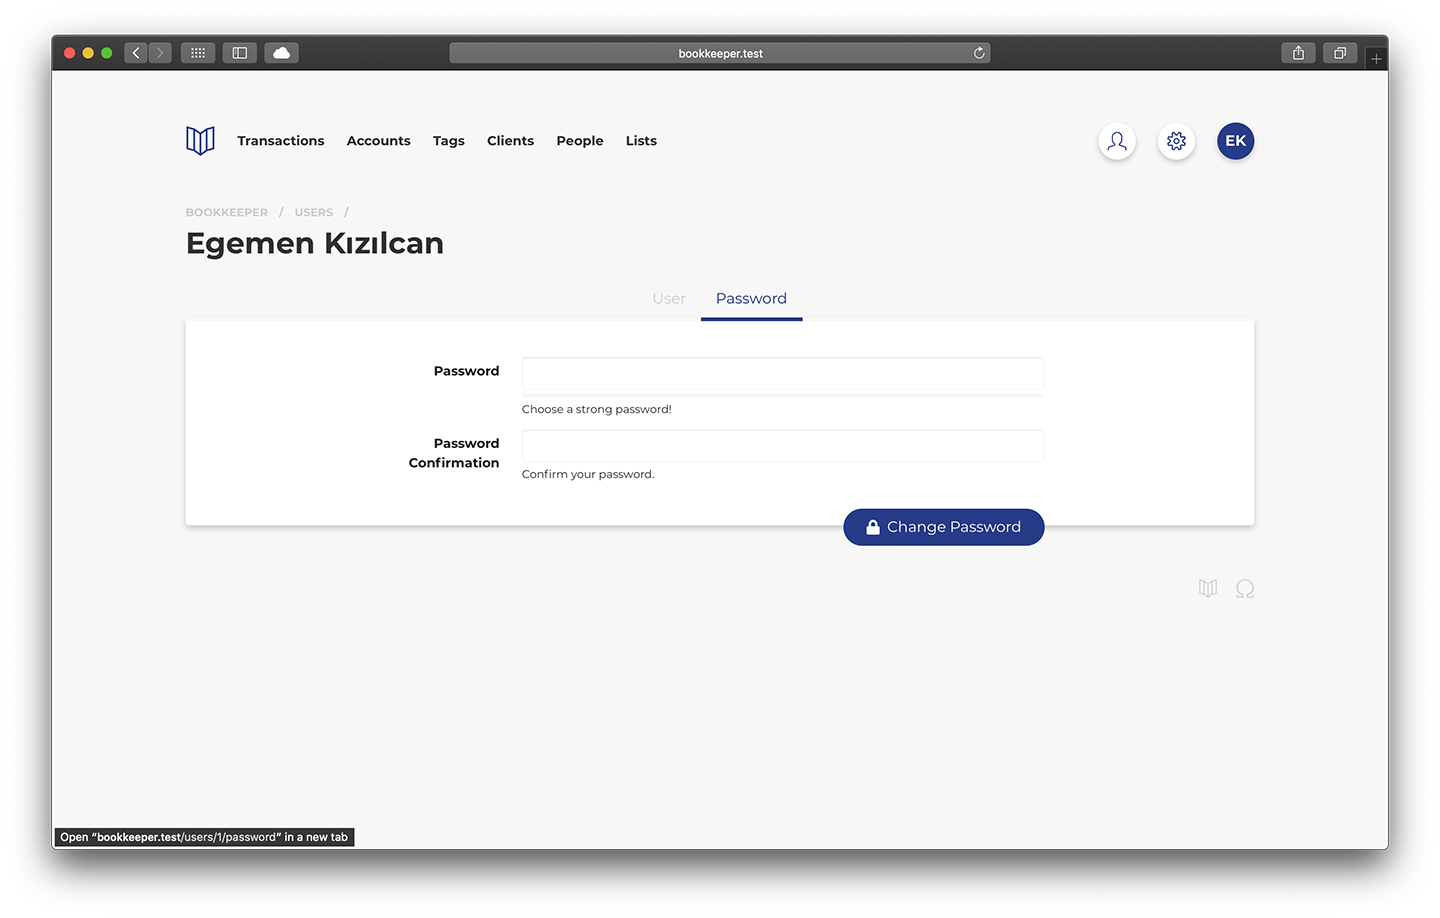 bookkeeper.test
Transactions Accounts Tags Clients People Lists
EK
BOOKKEEPER / USERS /
Egemen Kızılcan
User Password
Password
Choose a strong password!
Password
Confirmation
Confirm your password.
Change Password
Open “bookkeeper.test/users/1/password” in a new tab